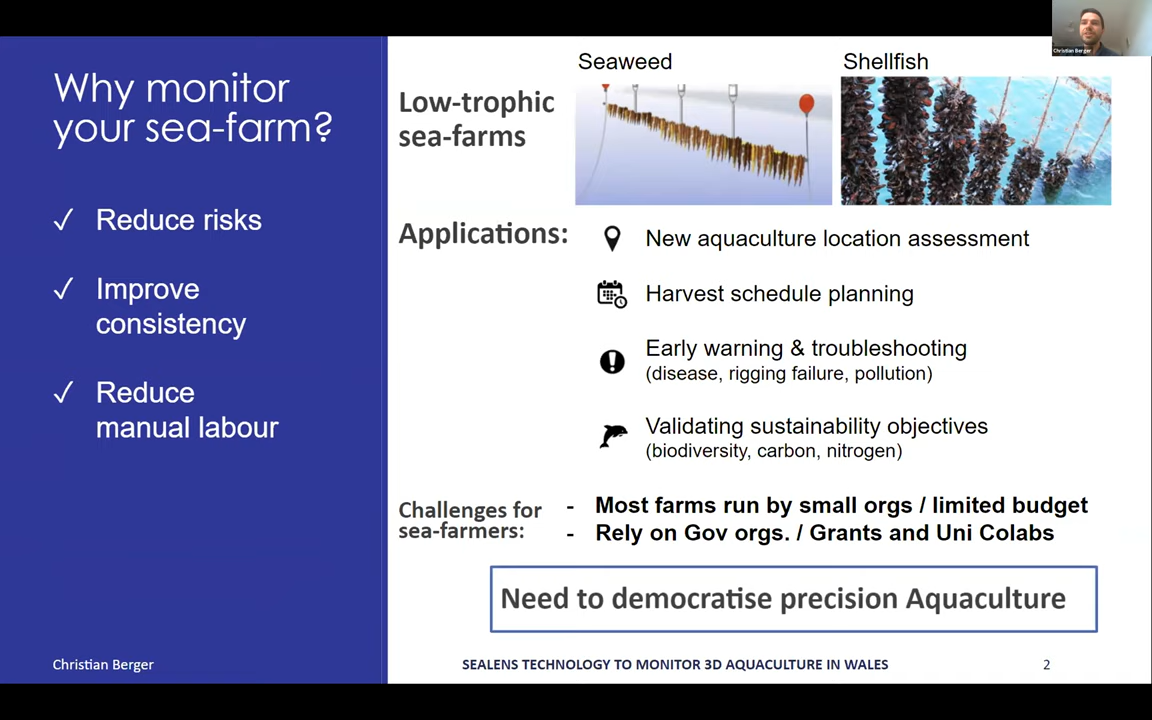 Christian Berger
Why monitor
your sea-farm?
✓ Reduce risks
✓ Improve
consistency
✓ Reduce
manual labour
Seaweed
Shellfish
Low-trophic
sea-farms
Applications:
New aquaculture location assessment
Harvest schedule planning
Early warning & troubleshooting
(disease, rigging failure, pollution)
Validating sustainability objectives
(biodiversity, carbon, nitrogen)
Challenges for
sea-farmers:
- Most farms run by small orgs / limited budget
- Rely on Gov orgs. / Grants and Uni Colabs
Need to democratise precision Aquaculture
Christian Berger
SEALENS TECHNOLOGY TO MONITOR 3D AQUACULTURE IN WALES
2